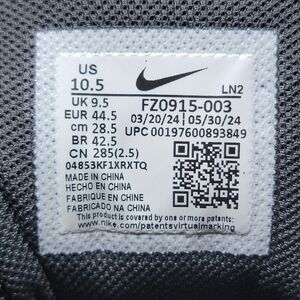 US
10.5
LN2
UK 9.5
EUR 44.5
cm 28.5
BR 42.5
CN 285(2.5)
FZ0915-003
03/20/24 05/30/24
UPC 00197600893849
04853KF1XRXTQ
MADE IN CHINA
HECHO EN CHINA
FABRIQUE EN CHINE
FABRICADO NA CHINA
This product is covered by one or more patents:
www.nike.com/patentsvirtualmarking